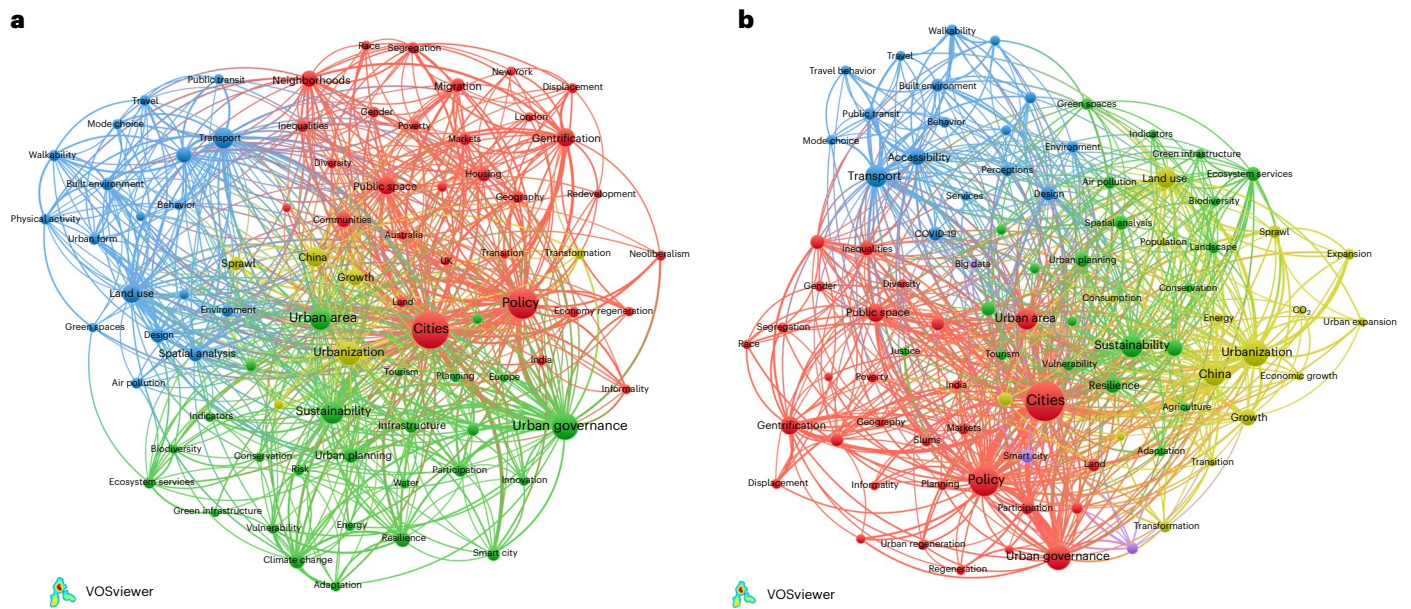 a
Race
Segregation
Public transit
Neighborhoods
Migration
New York
Displacement
Travel
Mode choice
Gender
Inequalities
Poverty
London
Markets
Gentrification
Transport
Walkability
Diversity
Housing
Built environment
Public space
Geography
Redevelopment
Behavior
Physical activity
Communities
Urban form
Australia
Sprawl
China
UK
Transition
Transformation
Neoliberalism
Growth
Land use
Environment
Land
Policy
Economy regeneration
Urban area
Green spaces
Design
Cities
Spatial analysis
Urbanization
India
Air pollution
Tourism
Planning
Europe
Informality
Indicators
Sustainability
Infrastructure
Urban governance
Biodiversity
Conservation
Urban planning
Risk
Participation
Ecosystem services
Water
Innovation
Green infrastructure
Vulnerability
Energy
Resilience
Climate change
Smart city
Adaptation
VOSviewer
b
Walkability
Travel
Travel behavior
Built environment
Public transit
Behavior
Green spaces
Mode choice
Indicators
Accessibility
Environment
Green infrastructure
Transport
Perceptions
Air pollution
Land use
Ecosystem services
Services
Design
Biodiversity
COVID-19
Spatial analysis
Inequalities
Population
Landscape
Sprawl
Big data
Urban planning
Expansion
Gender
Diversity
Consumption
Conservation
Public space
Urban area
Energy
CO₂
Urban expansion
Segregation
Race
Justice
Tourism
Sustainability
Urbanization
Vulnerability
Poverty
India
Resilience
China
Economic growth
Cities
Agriculture
Gentrification
Geography
Markets
Growth
Slums
Smart city
Land
Adaptation
Transition
Displacement
Informality
Planning
Policy
Participation
Transformation
Urban regeneration
Urban governance
Regeneration
VOSviewer